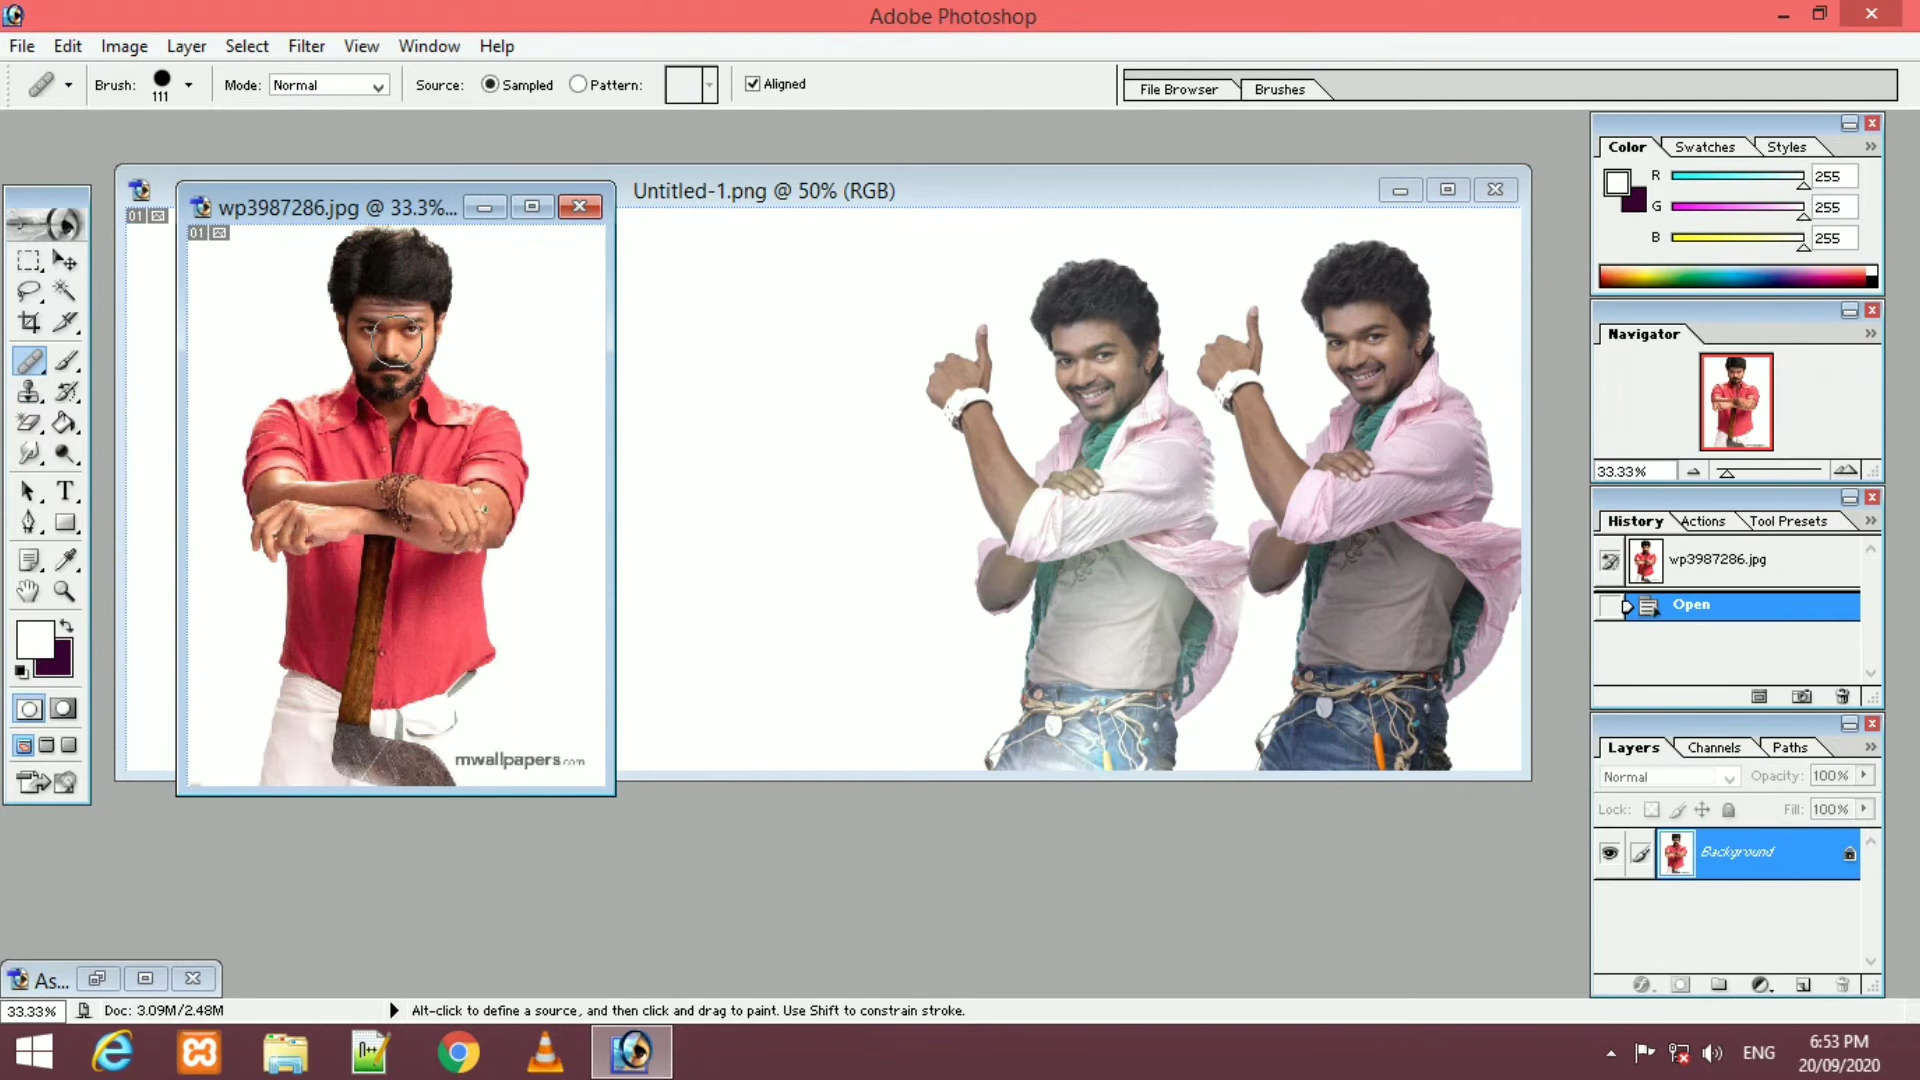 Adobe Photoshop
File Edit Image Layer Select Filter View Window Help
Brush: 111 Mode: Normal Source: Sampled Pattern: Aligned
File Browser Brushes
Untitled-1.png @ 50% (RGB)
01
wp3987286.jpg @ 33.3%...
01
mwallpapers.com
Color Swatches Styles
R 255
G 255
B 255
Navigator
33.33%
History Actions Tool Presets
wp3987286.jpg
Open
Layers Channels Paths
Normal Opacity: 100%
Lock: Fill: 100%
Background
As...
33.33% Doc: 3.09M/2.48M Alt-click to define a source, and then click and drag to paint. Use Shift to constrain stroke.
ENG
6:53 PM
20/09/2020